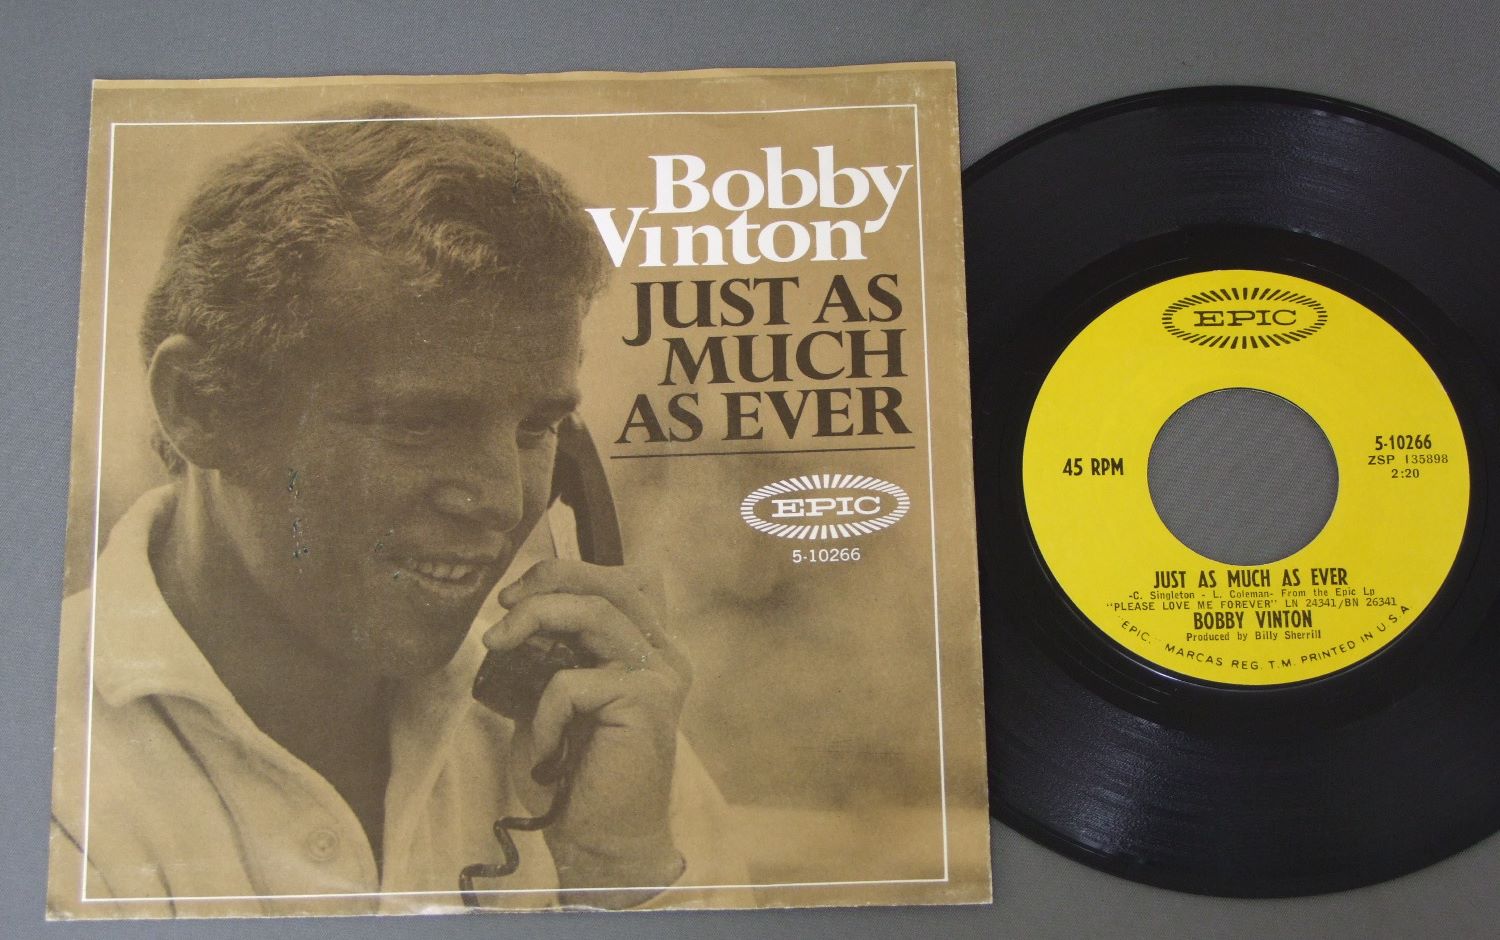 Bobby
Vinton
JUST AS
MUCH
AS EVER
EPIC
5-10266
EPIC
45 RPM
5-10266
ZSP 135898
2:20
JUST AS MUCH AS EVER
-C. Singleton - L. Coleman- From the Epic Lp
"PLEASE LOVE ME FOREVER" LN 24341/BN 26341
BOBBY VINTON
Produced by Billy Sherrill
"EPIC," MARCAS REG. T.M. PRINTED IN U.S.A.